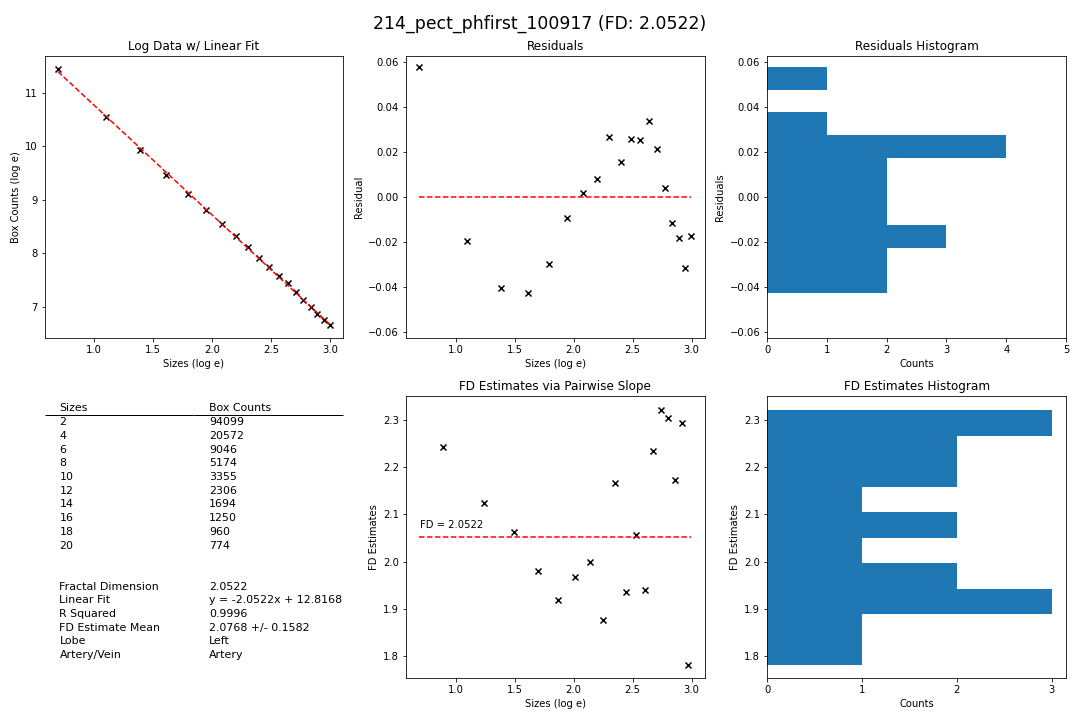 214_pect_phfirst_100917 (FD: 2.0522)
Log Data w/ Linear Fit
Box Counts (log e)
11
10
9
8
7
1.0 1.5 2.0 2.5 3.0
Sizes (log e)
Residuals
Residual
0.06
0.04
0.02
0.00
−0.02
−0.04
−0.06
1.0 1.5 2.0 2.5 3.0
Sizes (log e)
Residuals Histogram
Residuals
0.06
0.04
0.02
0.00
−0.02
−0.04
−0.06
0 1 2 3 4 5
Counts
Sizes Box Counts
2 94099
4 20572
6 9046
8 5174
10 3355
12 2306
14 1694
16 1250
18 960
20 774
Fractal Dimension 2.0522
Linear Fit y = -2.0522x + 12.8168
R Squared 0.9996
FD Estimate Mean 2.0768 +/- 0.1582
Lobe Left
Artery/Vein Artery
FD Estimates via Pairwise Slope
FD Estimates
2.3
2.2
2.1
2.0
1.9
1.8
FD = 2.0522
1.0 1.5 2.0 2.5 3.0
Sizes (log e)
FD Estimates Histogram
FD Estimates
2.3
2.2
2.1
2.0
1.9
1.8
0 1 2 3
Counts